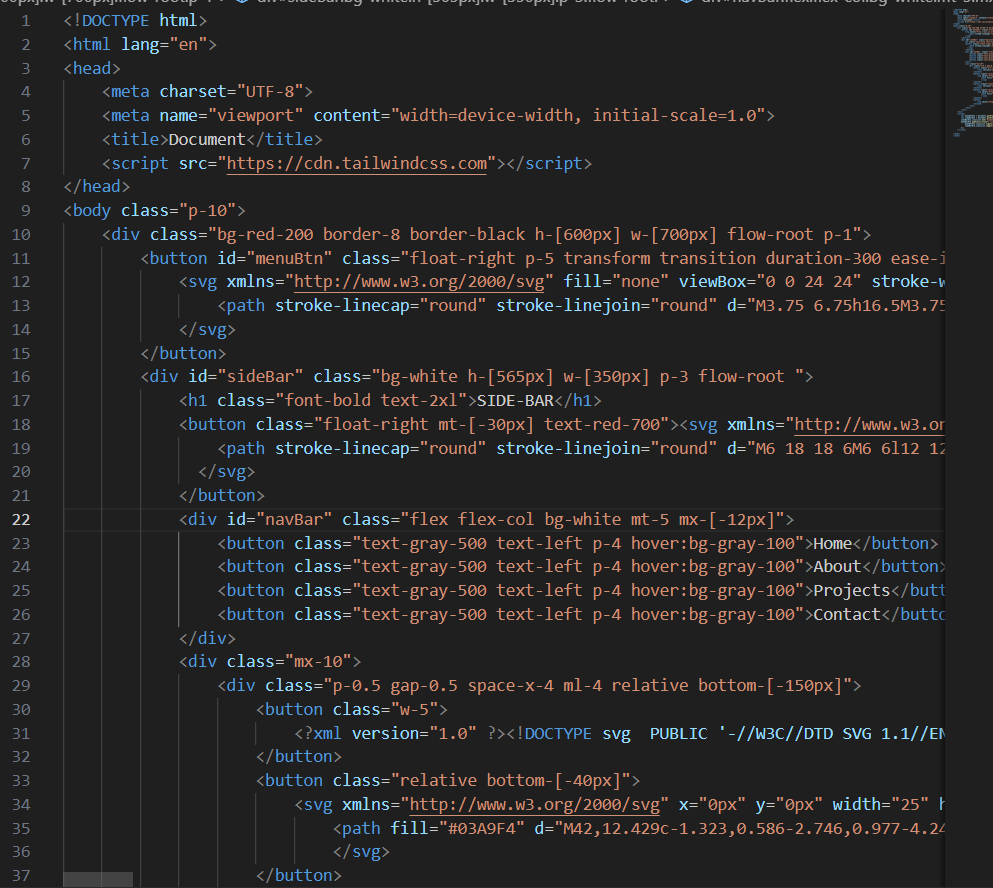 1 <!DOCTYPE html>
2 <html lang="en">
3 <head>
4 <meta charset="UTF-8">
5 <meta name="viewport" content="width=device-width, initial-scale=1.0">
6 <title>Document</title>
7 <script src="https://cdn.tailwindcss.com"></script>
8 </head>
9 <body class="p-10">
10 <div class="bg-red-200 border-8 border-black h-[600px] w-[700px] flow-root p-1">
11 <button id="menuBtn" class="float-right p-5 transform transition duration-300 ease-i
12 <svg xmlns="http://www.w3.org/2000/svg" fill="none" viewBox="0 0 24 24" stroke-w
13 <path stroke-linecap="round" stroke-linejoin="round" d="M3.75 6.75h16.5M3.75
14 </svg>
15 </button>
16 <div id="sideBar" class="bg-white h-[565px] w-[350px] p-3 flow-root ">
17 <h1 class="font-bold text-2xl">SIDE-BAR</h1>
18 <button class="float-right mt-[-30px] text-red-700"><svg xmlns="http://www.w3.or
19 <path stroke-linecap="round" stroke-linejoin="round" d="M6 18 18 6M6 6l12 12
20 </svg>
21 </button>
22 <div id="navBar" class="flex flex-col bg-white mt-5 mx-[-12px]">
23 <button class="text-gray-500 text-left p-4 hover:bg-gray-100">Home</button>
24 <button class="text-gray-500 text-left p-4 hover:bg-gray-100">About</button>
25 <button class="text-gray-500 text-left p-4 hover:bg-gray-100">Projects</butt
26 <button class="text-gray-500 text-left p-4 hover:bg-gray-100">Contact</butto
27 </div>
28 <div class="mx-10">
29 <div class="p-0.5 gap-0.5 space-x-4 ml-4 relative bottom-[-150px]">
30 <button class="w-5">
31 <?xml version="1.0" ?><!DOCTYPE svg  PUBLIC '-//W3C//DTD SVG 1.1//EN
32 </button>
33 <button class="relative bottom-[-40px]">
34 <svg xmlns="http://www.w3.org/2000/svg" x="0px" y="0px" width="25" h
35 <path fill="#03A9F4" d="M42,12.429c-1.323,0.586-2.746,0.977-4.24
36 </svg>
37 </button>